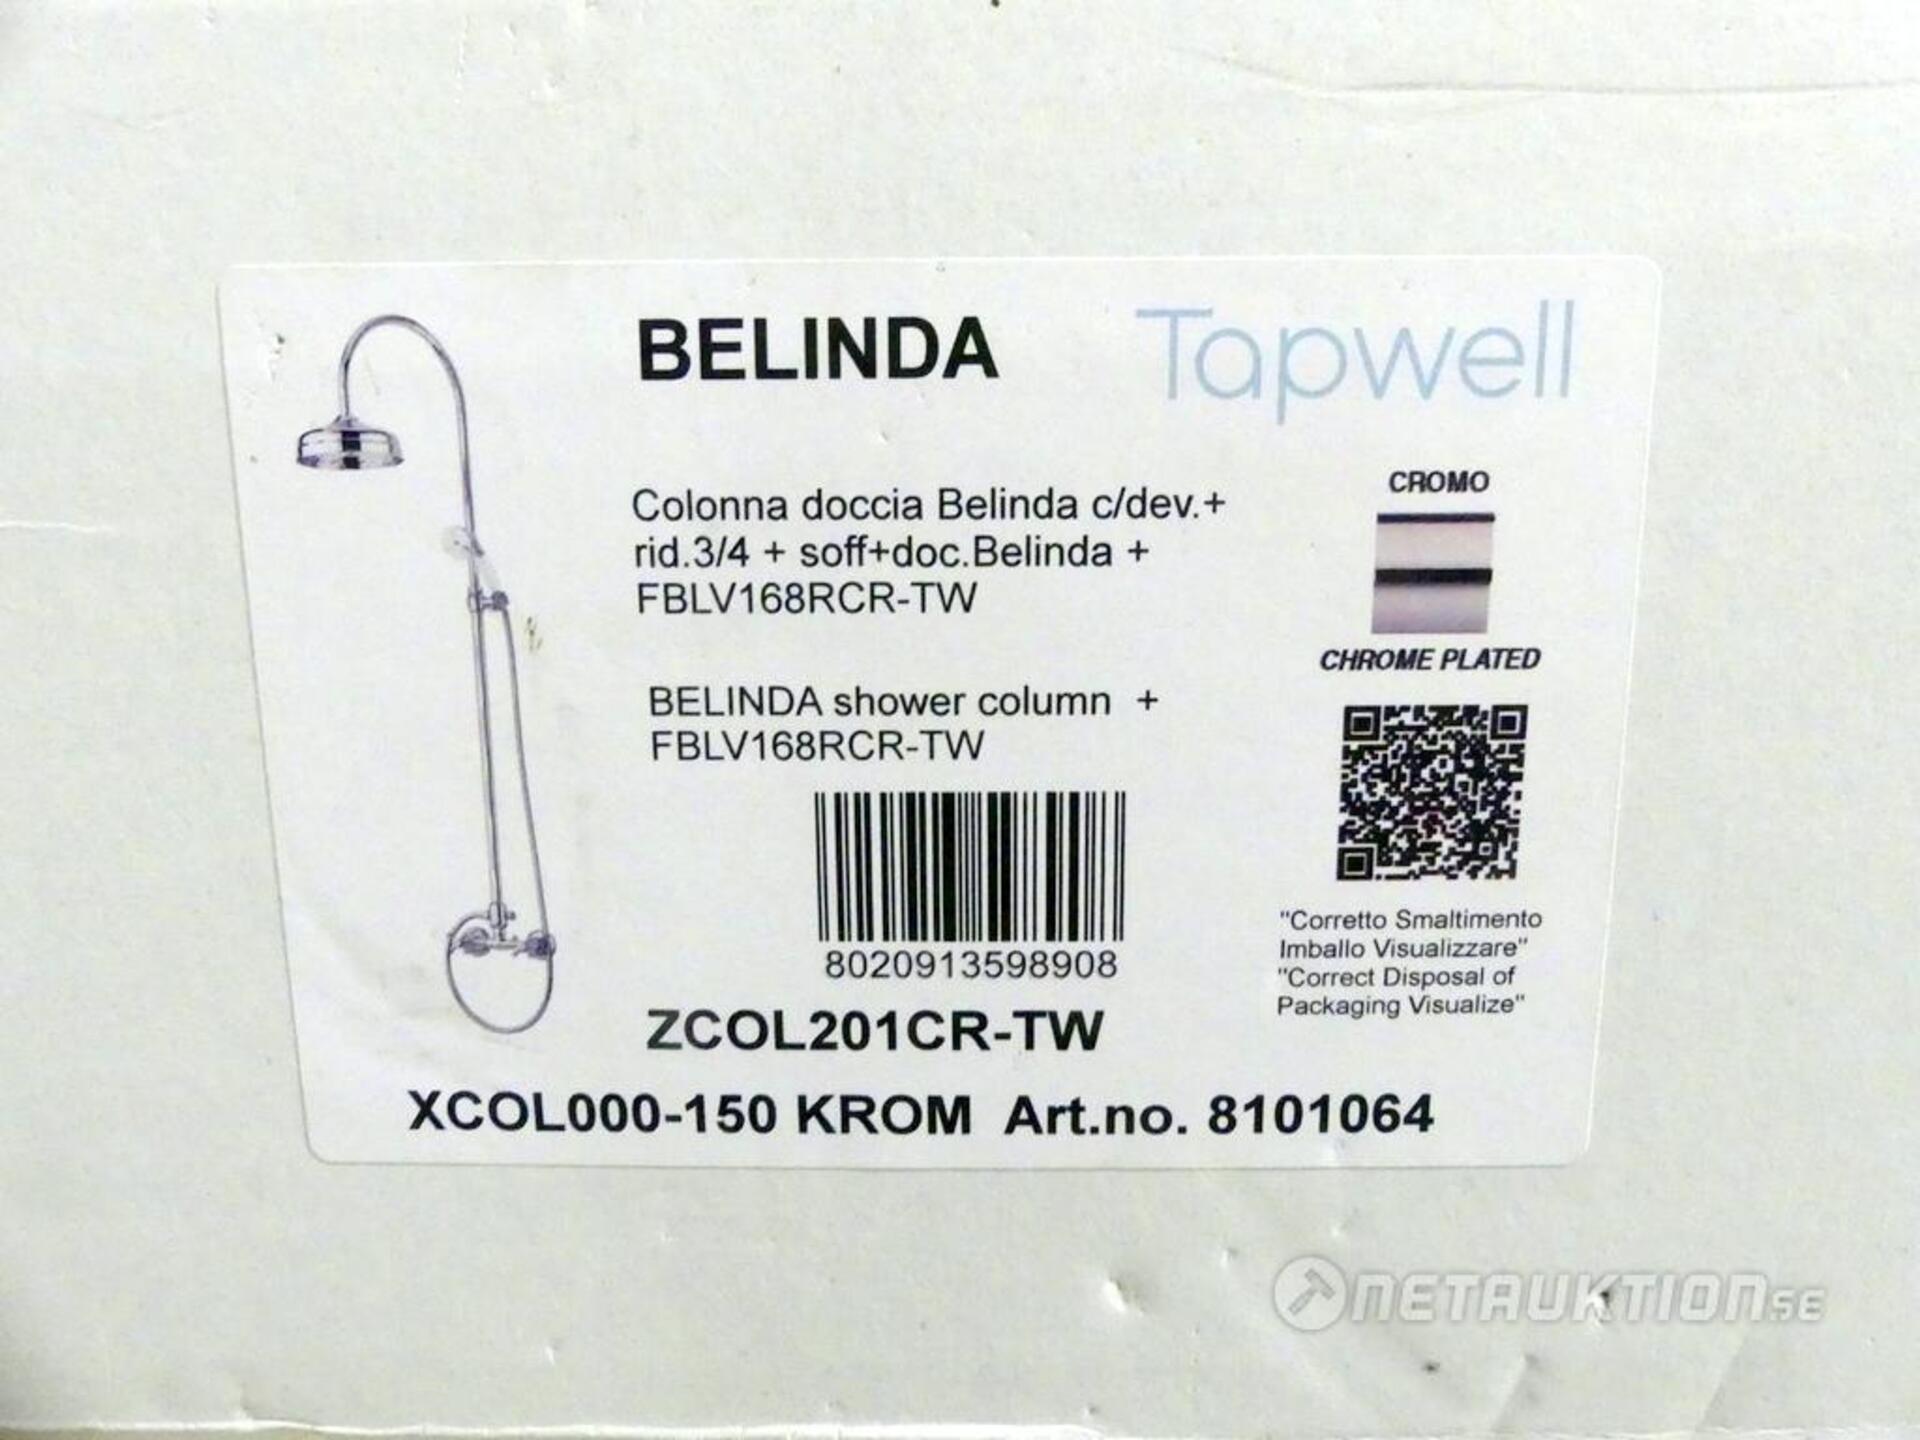 BELINDA
Tapwell
Colonna doccia Belinda c/dev.+
rid.3/4 + soff+doc.Belinda +
FBLV168RCR-TW
CROMO
CHROME PLATED
BELINDA shower column +
FBLV168RCR-TW
8020913598908
"Corretto Smaltimento
Imballo Visualizzare"
"Correct Disposal of
Packaging Visualize"
ZCOL201CR-TW
XCOL000-150 KROM Art.no. 8101064
NETAUKTION.SE